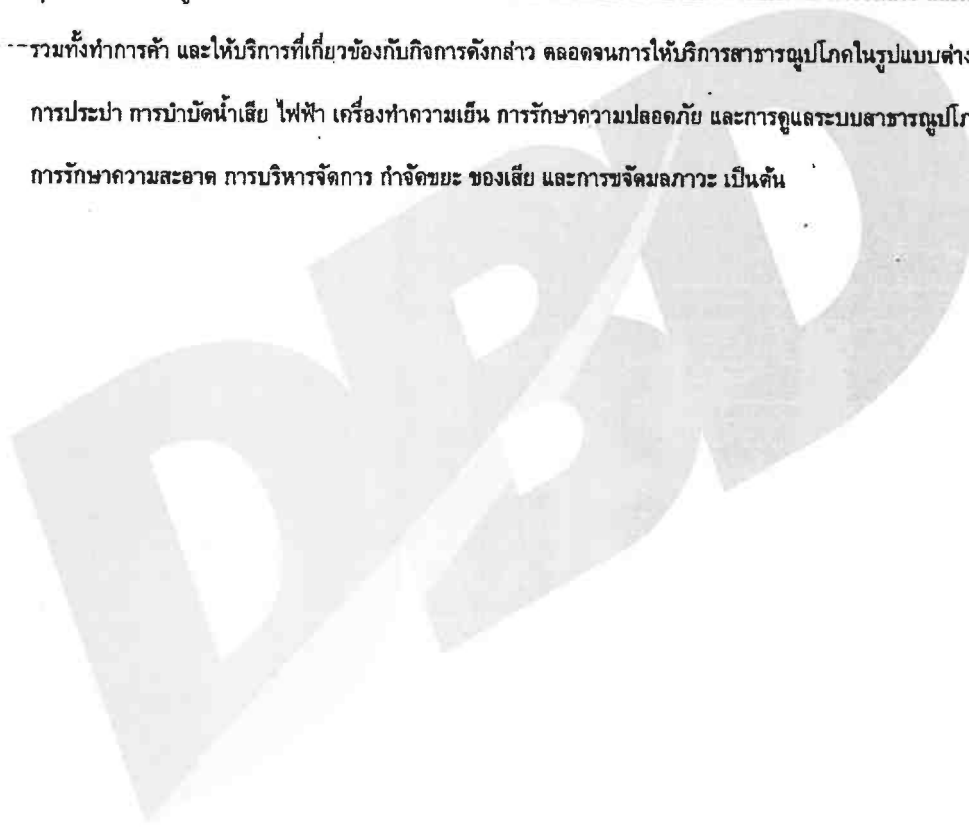 รวมทั้งทำการค้า และให้บริการที่เกี่ยวข้องกับกิจการดังกล่าว ตลอดจนการให้บริการสาธารณูปโภคในรูปแบบต่าง
การประปา การบำบัดน้ำเสีย ไฟฟ้า เครื่องทำความเย็น การรักษาความปลอดภัย และการดูแลระบบสาธารณูปโภ
การรักษาความสะอาด การบริหารจัดการ กำจัดขยะ ของเสีย และการขจัดมลภาวะ เป็นต้น
DBD